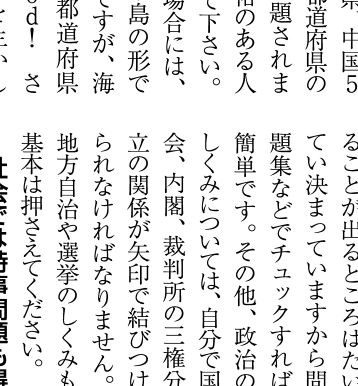 県、中国5
都道府県の
題されま
のある人
て下さい。
場合には、
島の形で
ですが、海
都道府県
d！　さ
ることが出るところはだい
てい決まっていますから問
題集などでチェックすれば
簡単です。その他、政治の
しくみについては、自分で国
会、内閣、裁判所の三権分
立の関係が矢印で結びつけ
られなければなりません。
地方自治や選挙のしくみも
基本は押さえてください。
社会では時事問題も得